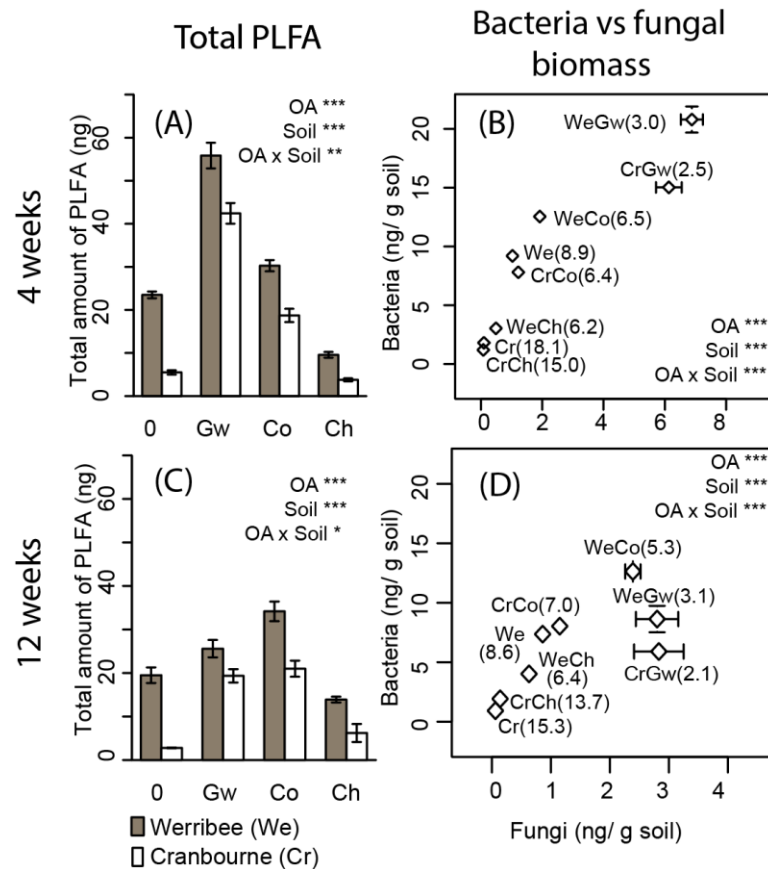 Total PLFA
Bacteria vs fungal
biomass
4 weeks
Total amount of PLFA (ng)
0 20 40 60
(A)
OA ***
Soil ***
OA x Soil **
0 Gw Co Ch
Bacteria (ng/ g soil)
0 5 10 15 20
(B)
WeGw(3.0)
CrGw(2.5)
WeCo(6.5)
We(8.9)
CrCo(6.4)
WeCh(6.2)
Cr(18.1)
CrCh(15.0)
OA ***
Soil ***
OA x Soil ***
0 2 4 6 8
12 weeks
Total amount of PLFA (ng)
0 20 40 60
(C)
OA ***
Soil ***
OA x Soil *
0 Gw Co Ch
Bacteria (ng/ g soil)
0 5 10 15 20
(D)
OA ***
Soil ***
OA x Soil ***
WeCo(5.3)
WeGw(3.1)
CrCo(7.0)
We
(8.6)
WeCh
(6.4)
CrGw(2.1)
CrCh(13.7)
Cr(15.3)
0 1 2 3 4
Fungi (ng/ g soil)
Werribee (We)
Cranbourne (Cr)